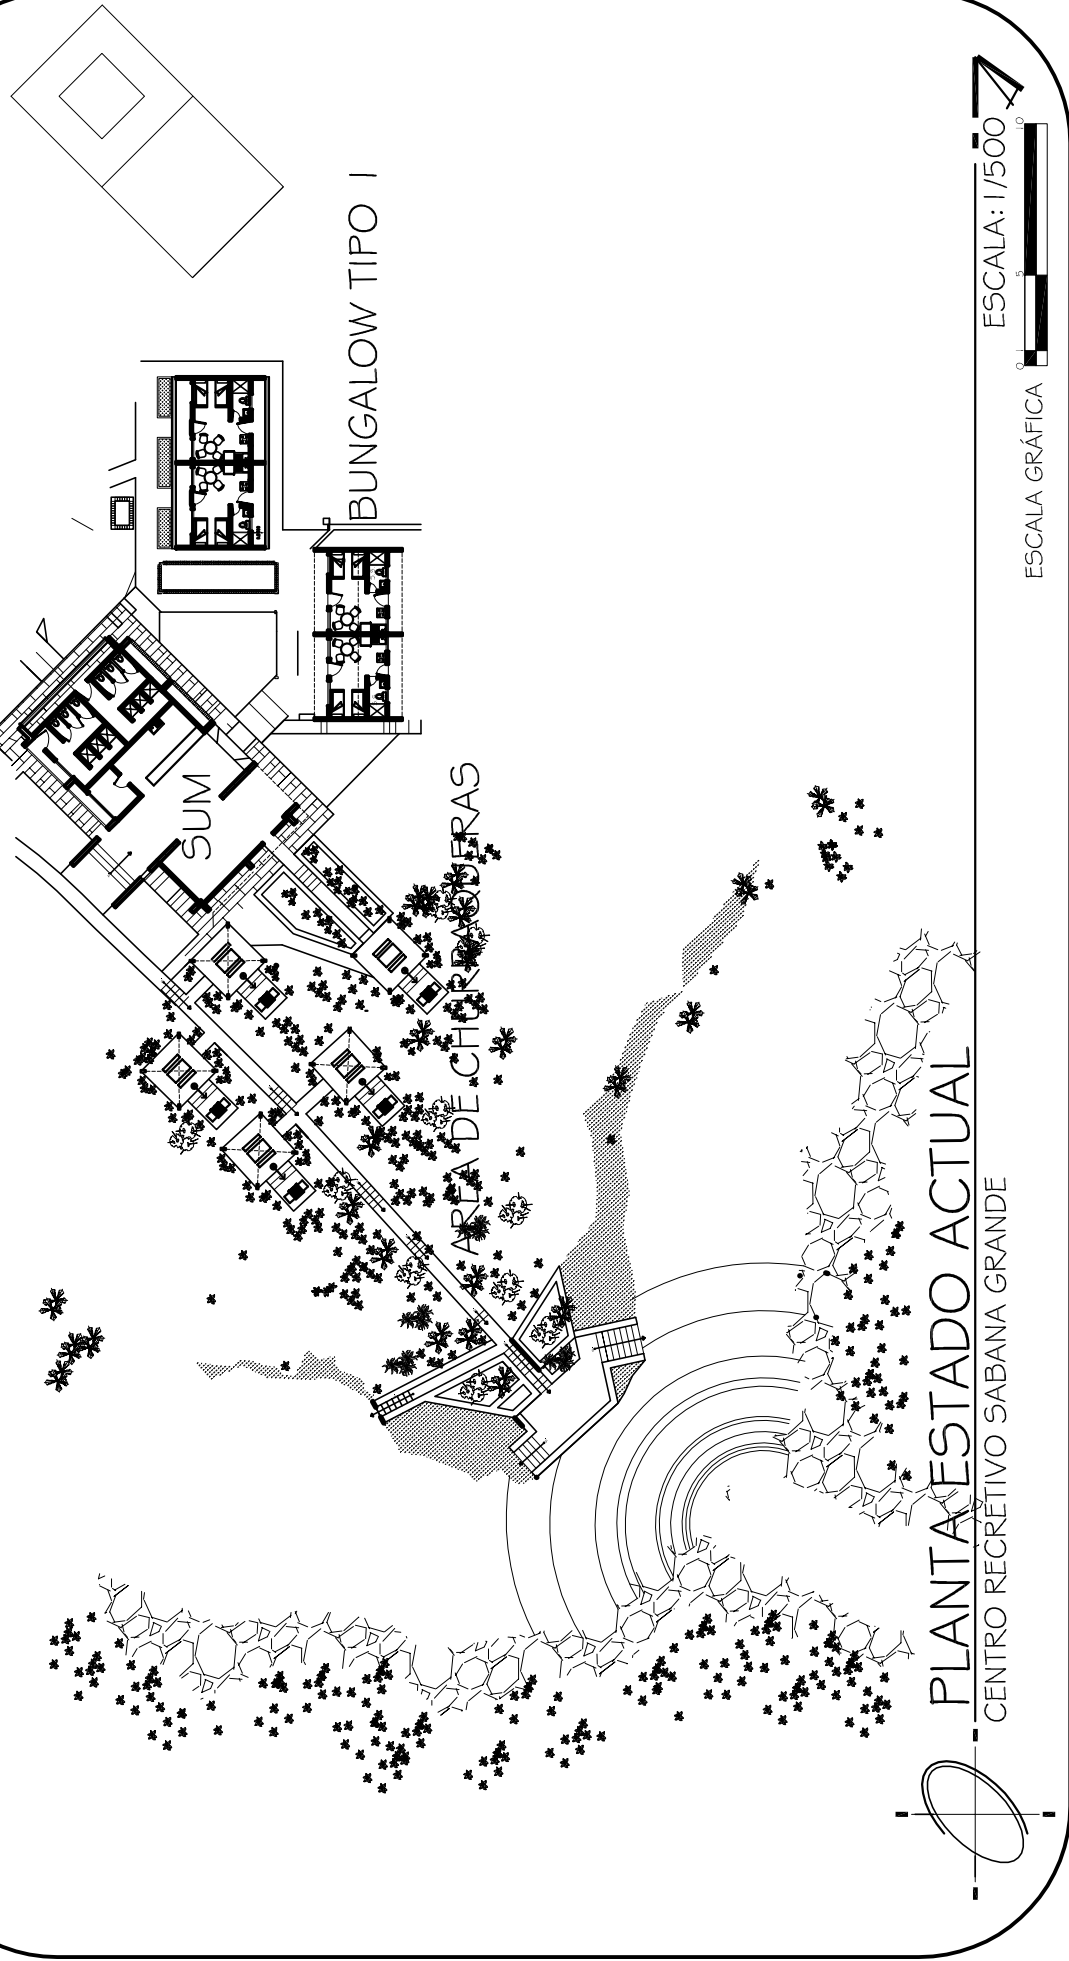 SUM
BUNGALOW TIPO I
AREA DE CHURRASQUERAS
PLANTA ESTADO ACTUAL
CENTRO RECRETIVO SABANA GRANDE
ESCALA: 1/500
ESCALA GRÁFICA
0 1 5 10